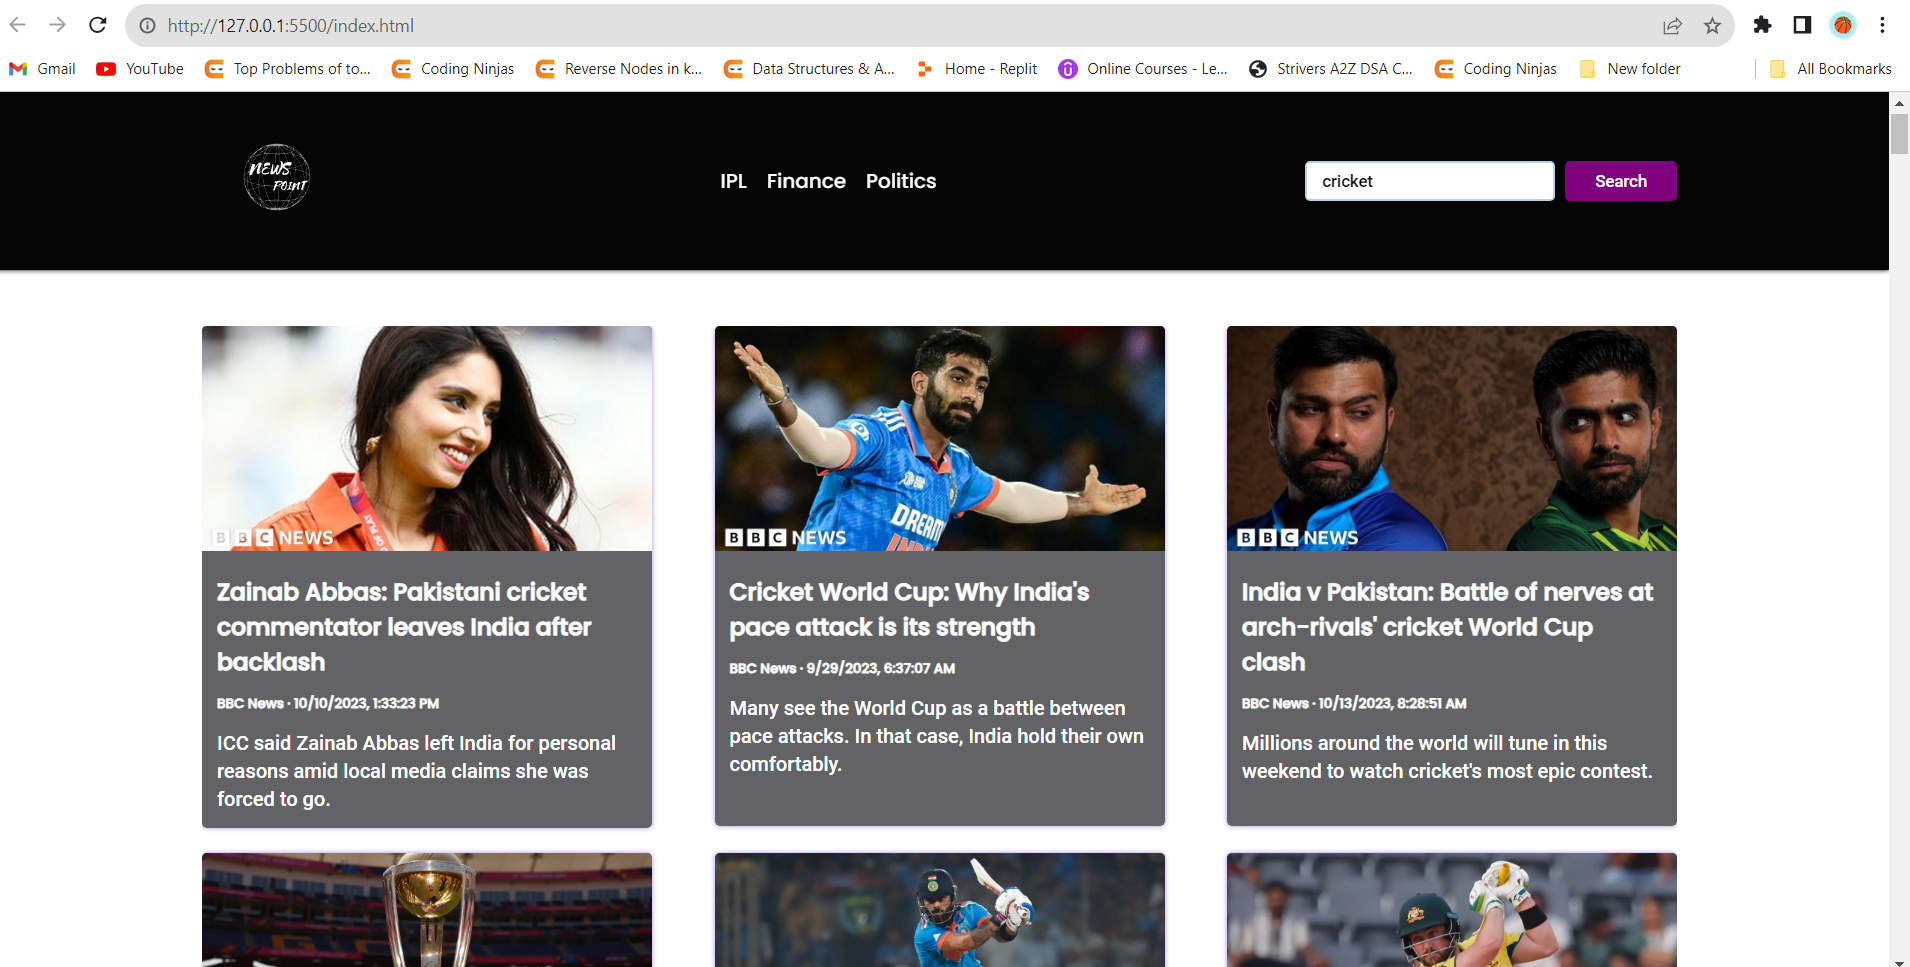 http://127.0.0.1:5500/index.html
Gmail YouTube Top Problems of to... Coding Ninjas Reverse Nodes in k... Data Structures & A... Home - Replit Online Courses - Le... Strivers A2Z DSA C... Coding Ninjas New folder All Bookmarks
NEWS
POINT
IPL Finance Politics
cricket Search
BBC NEWS
Zainab Abbas: Pakistani cricket
commentator leaves India after
backlash
BBC News · 10/10/2023, 1:33:23 PM
ICC said Zainab Abbas left India for personal
reasons amid local media claims she was
forced to go.
DREAM
BBC NEWS
Cricket World Cup: Why India's
pace attack is its strength
BBC News · 9/29/2023, 6:37:07 AM
Many see the World Cup as a battle between
pace attacks. In that case, India hold their own
comfortably.
BBC NEWS
India v Pakistan: Battle of nerves at
arch-rivals' cricket World Cup
clash
BBC News · 10/13/2023, 8:28:51 AM
Millions around the world will tune in this
weekend to watch cricket's most epic contest.